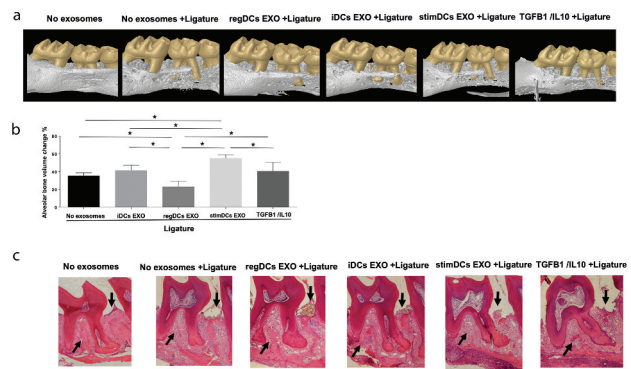 a
No exosomes No exosomes +Ligature regDCs EXO +Ligature iDCs EXO +Ligature stimDCs EXO +Ligature TGFB1 /IL10 +Ligature
b
* 
*
* *
* * *
Alveolar bone volume change %
80
60
40
20
0
No exosomes iDCs EXO regDCs EXO stimDCs EXO TGFB1 /IL10
Ligature
c
No exosomes No exosomes +Ligature regDCs EXO +Ligature iDCs EXO +Ligature stimDCs EXO +Ligature TGFB1 /IL10 +Ligature